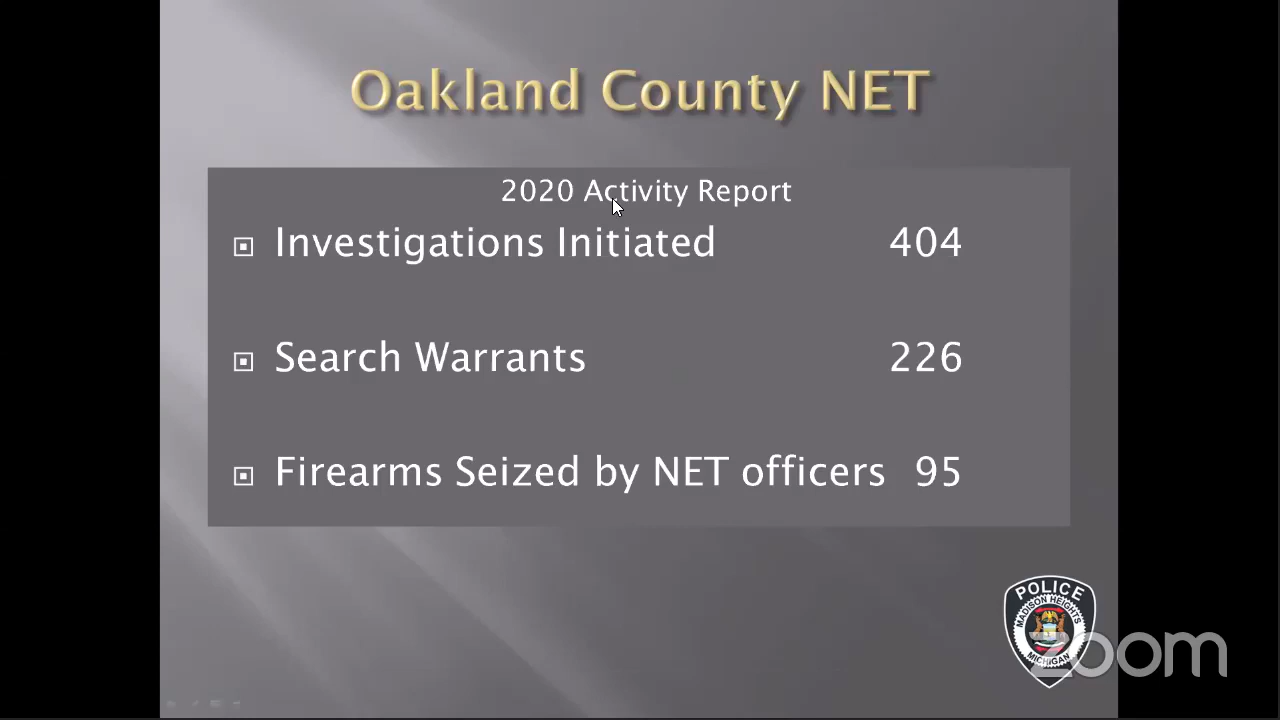 Oakland County NET
2020 Activity Report
Investigations Initiated 404
Search Warrants 226
Firearms Seized by NET officers 95
POLICE
MADISON HEIGHTS
MICHIGAN
zoom